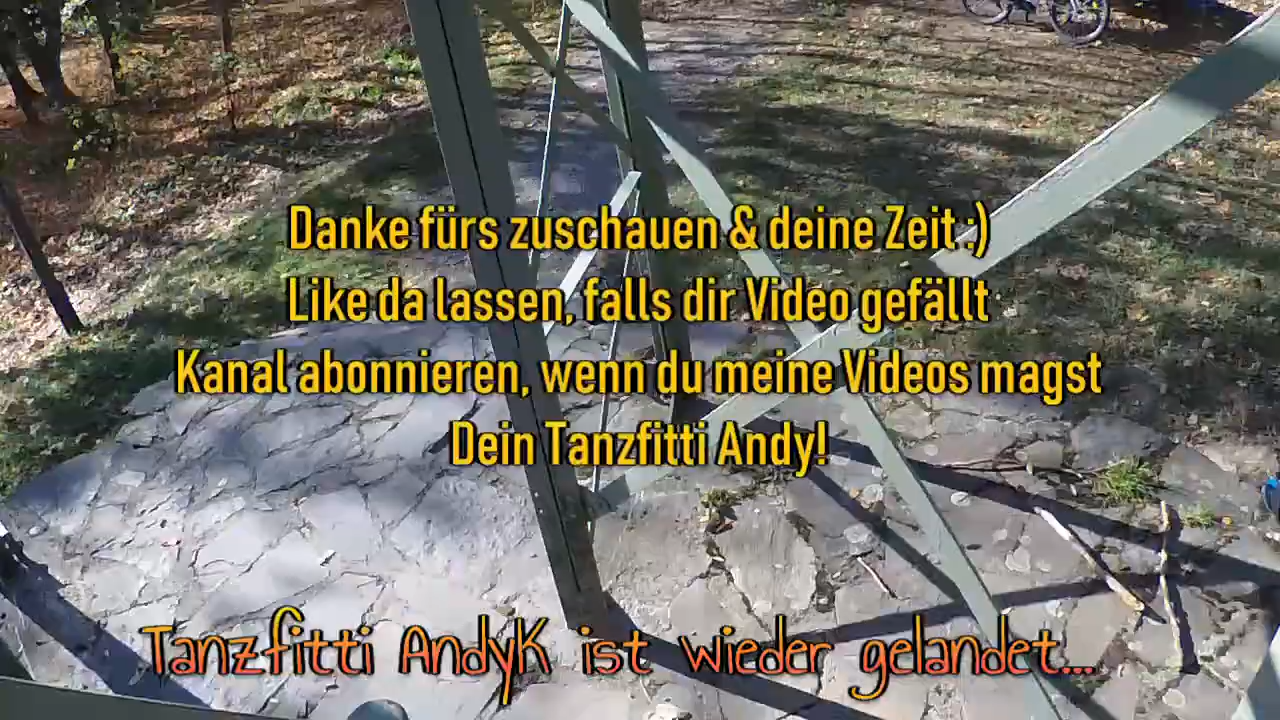 Danke fürs zuschauen & deine Zeit :)
Like da lassen, falls dir Video gefällt
Kanal abonnieren, wenn du meine Videos magst
Dein Tanzfitti Andy!
Tanzfitti AndyK ist wieder gelandet...